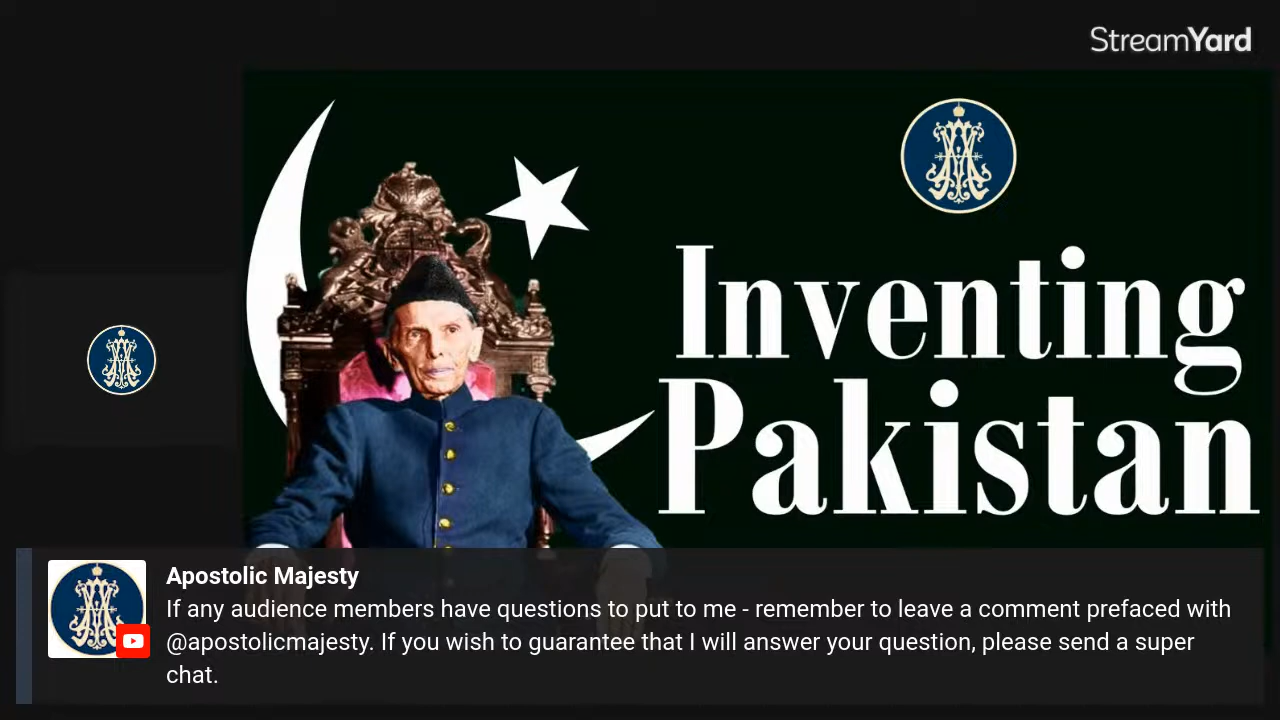 StreamYard
Inventing
Pakistan
Apostolic Majesty
If any audience members have questions to put to me - remember to leave a comment prefaced with
@apostolicmajesty. If you wish to guarantee that I will answer your question, please send a super
chat.